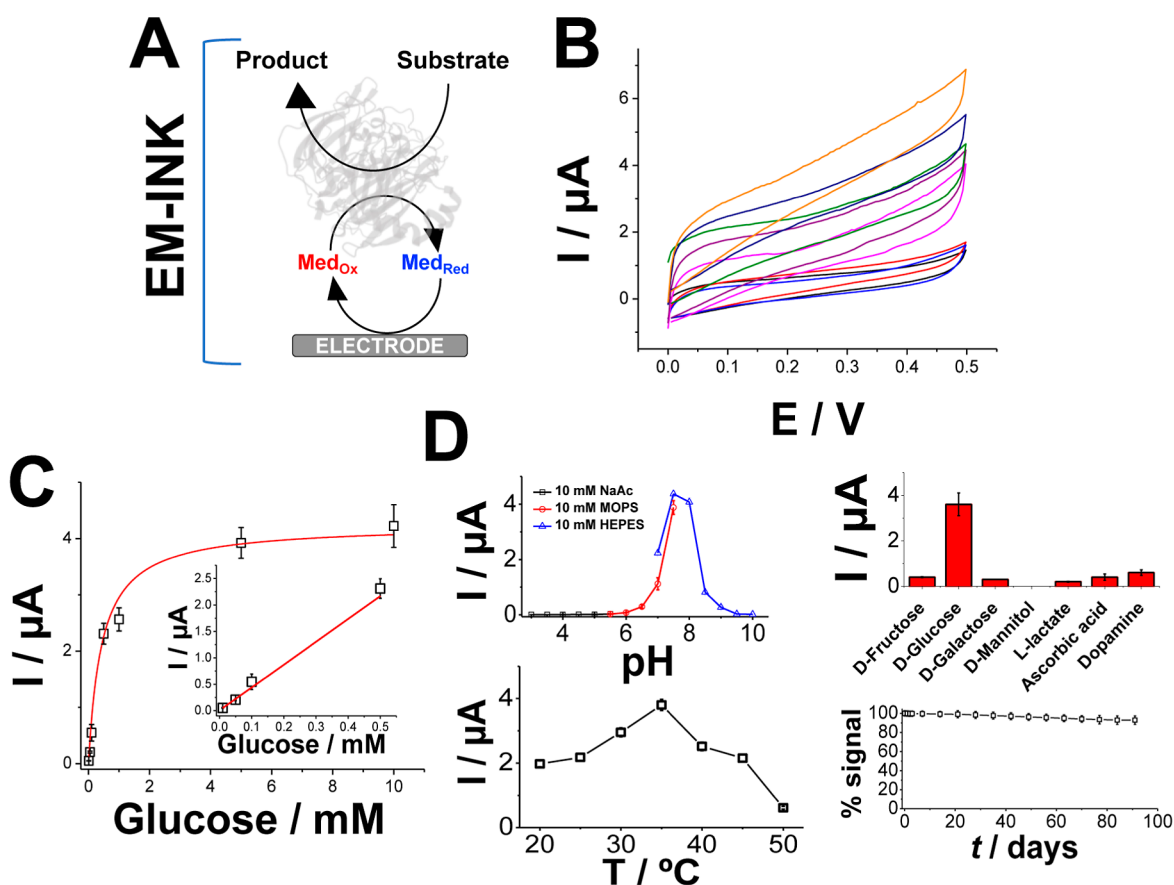 A
EM-INK
Product
Substrate
MedOx
MedRed
ELECTRODE
B
I / µA
6
4
2
0
0.0 0.1 0.2 0.3 0.4 0.5
E / V
C
I / µA
4
2
0
0 2 4 6 8 10
Glucose / mM
I / µA
2.5
2.0
1.5
1.0
0.5
0.0
0.0 0.1 0.2 0.3 0.4 0.5
Glucose / mM
D
I / µA
4
2
0
10 mM NaAc
10 mM MOPS
10 mM HEPES
4 6 8 10
pH
I / µA
4
2
0
20 25 30 35 40 45 50
T / ºC
I / µA
4
2
0
D-Fructose
D-Glucose
D-Galactose
D-Mannitol
L-lactate
Ascorbic acid
Dopamine
% signal
100
80
60
40
20
0
0 20 40 60 80 100
t / days